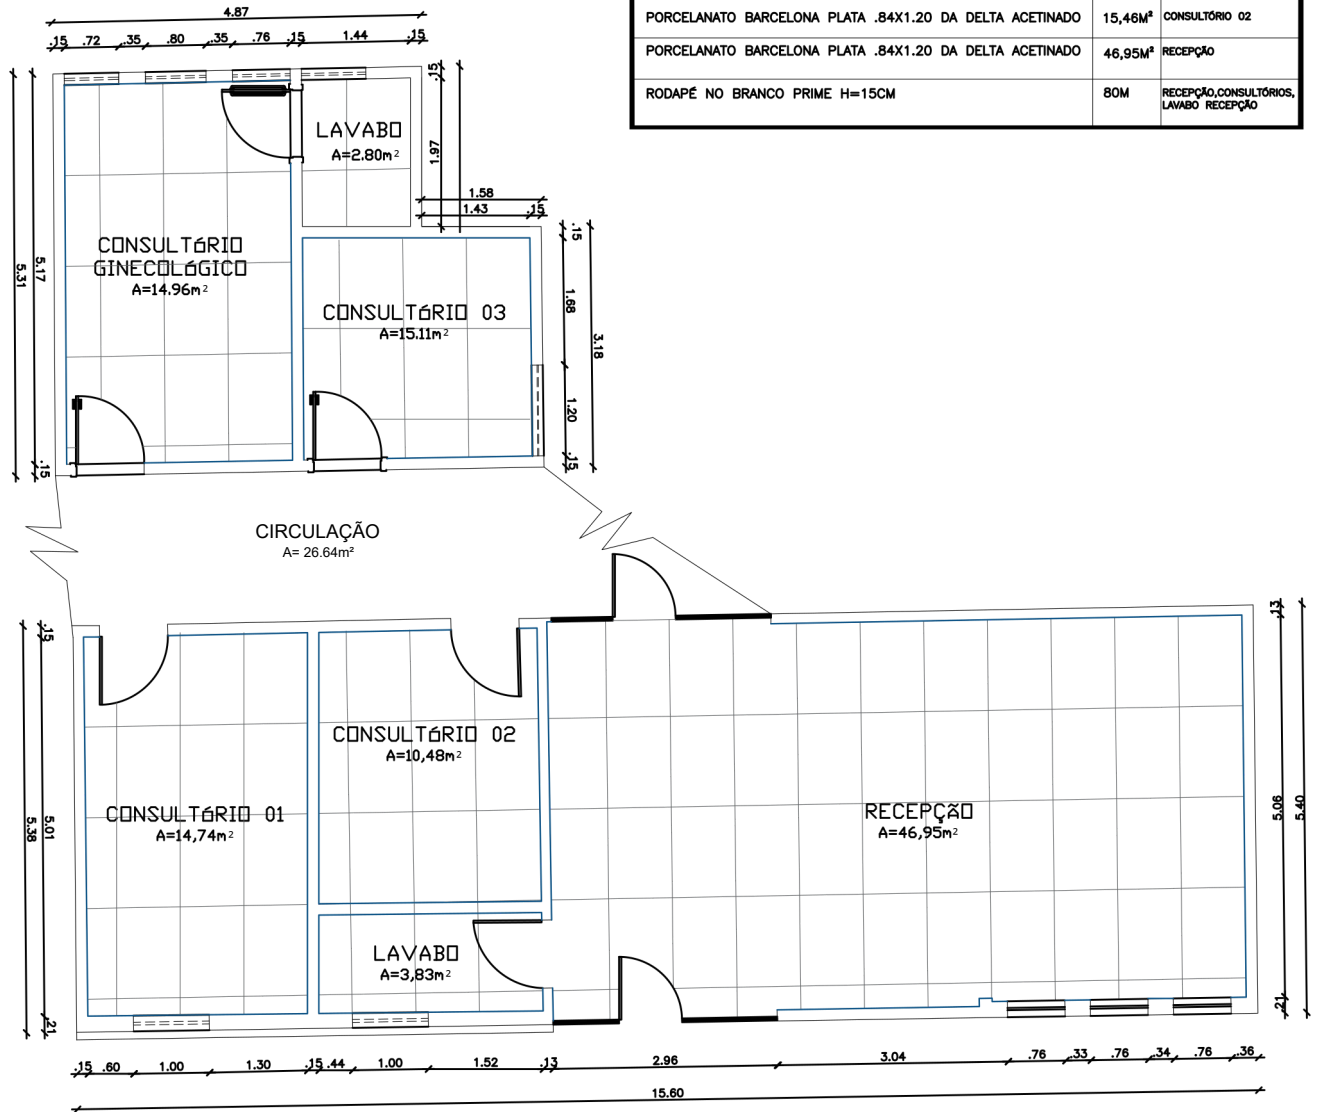 4.87
.15 .72 .35 .80 .35 .76 .15 1.44 .15
PORCELANATO BARCELONA PLATA .84X1.20 DA DELTA ACETINADO 15,46M² CONSULTÓRIO 02
PORCELANATO BARCELONA PLATA .84X1.20 DA DELTA ACETINADO 46,95M² RECEPÇÃO
RODAPÉ NO BRANCO PRIME H=15CM 80M RECEPÇÃO,CONSULTÓRIOS,
LAVABO RECEPÇÃO
.15
1.97
LAVABO
A=2.80m²
1.58
1.43 .15
CONSULTóRIO
GINECOLóGICO
A=14.96m²
5.31
5.17
.15
CONSULTóRIO 03
A=15.11m²
.15
1.68
3.18
1.20
.15
CIRCULAÇÃO
A= 26.64m²
.15
5.01
5.38
.21
CONSULTóRIO 01
A=14,74m²
CONSULTóRIO 02
A=10,48m²
LAVABO
A=3,83m²
RECEPÇÃO
A=46,95m²
.13
5.06
5.40
.21
.15 .60 1.00 1.30 .15 .44 1.00 1.52 .13 2.96 3.04 .76 .33 .76 .34 .76 .36
15.60